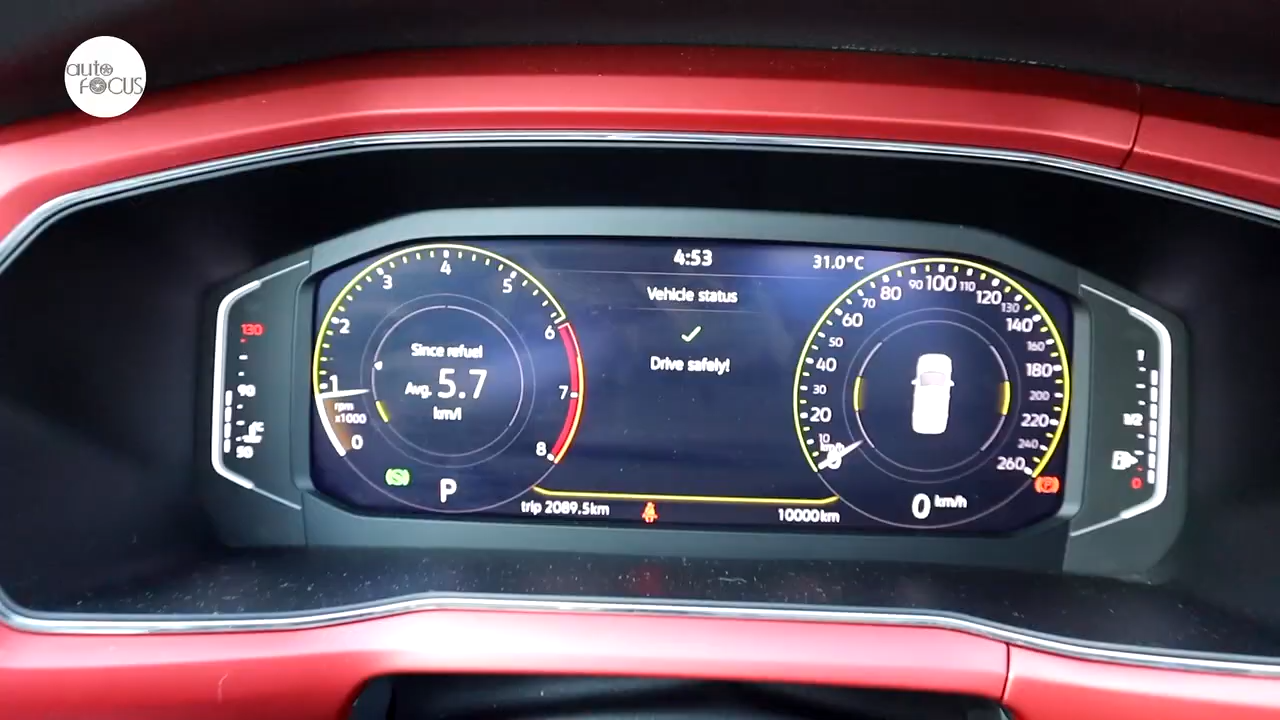 auto
FOCUS
4:53
31.0°C
Vehicle status
Drive safely!
Since refuel
Avg. 5.7
km/l
0
1
2
3
4
5
6
7
8
rpm
x1000
P
trip 2089.5km
10000km
0 km/h
10
20
30
40
50
60
70
80
90
100
110
120
130
140
160
180
200
220
240
260
130
90
50
1
1/2
0
(S)
(P)